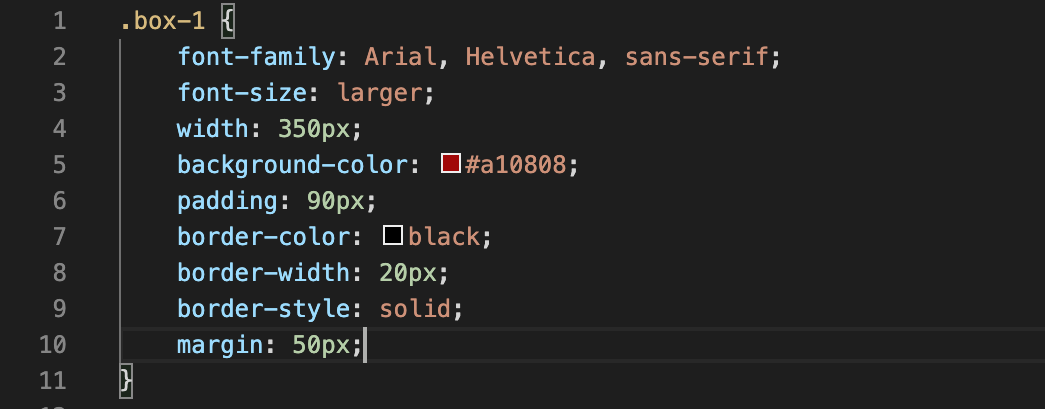 1 .box-1 {
2 font-family: Arial, Helvetica, sans-serif;
3 font-size: larger;
4 width: 350px;
5 background-color: #a10808;
6 padding: 90px;
7 border-color: black;
8 border-width: 20px;
9 border-style: solid;
10 margin: 50px;
11 }